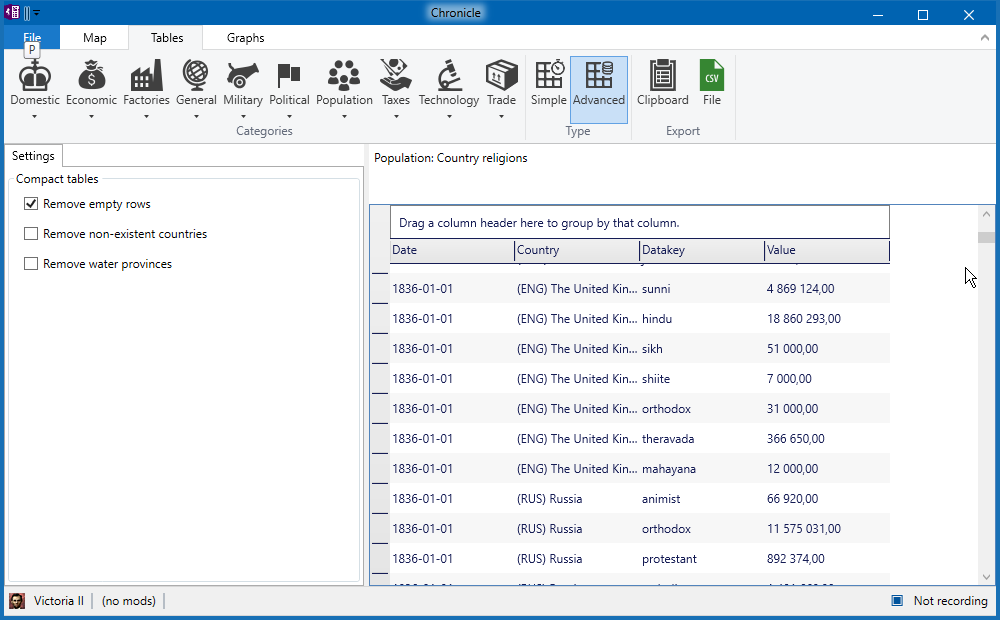 Chronicle
File Map Tables Graphs
P
Domestic Economic Factories General Military Political Population Taxes Technology Trade Simple Advanced Clipboard File
CSV
Categories Type Export
Settings
Compact tables
Remove empty rows
Remove non-existent countries
Remove water provinces
Population: Country religions
Drag a column header here to group by that column.
Date Country Datakey Value
1836-01-01 (ENG) The United Kin... sunni 4 869 124,00
1836-01-01 (ENG) The United Kin... hindu 18 860 293,00
1836-01-01 (ENG) The United Kin... sikh 51 000,00
1836-01-01 (ENG) The United Kin... shiite 7 000,00
1836-01-01 (ENG) The United Kin... orthodox 31 000,00
1836-01-01 (ENG) The United Kin... theravada 366 650,00
1836-01-01 (ENG) The United Kin... mahayana 12 000,00
1836-01-01 (RUS) Russia animist 66 920,00
1836-01-01 (RUS) Russia orthodox 11 575 031,00
1836-01-01 (RUS) Russia protestant 892 374,00
Victoria II (no mods) Not recording